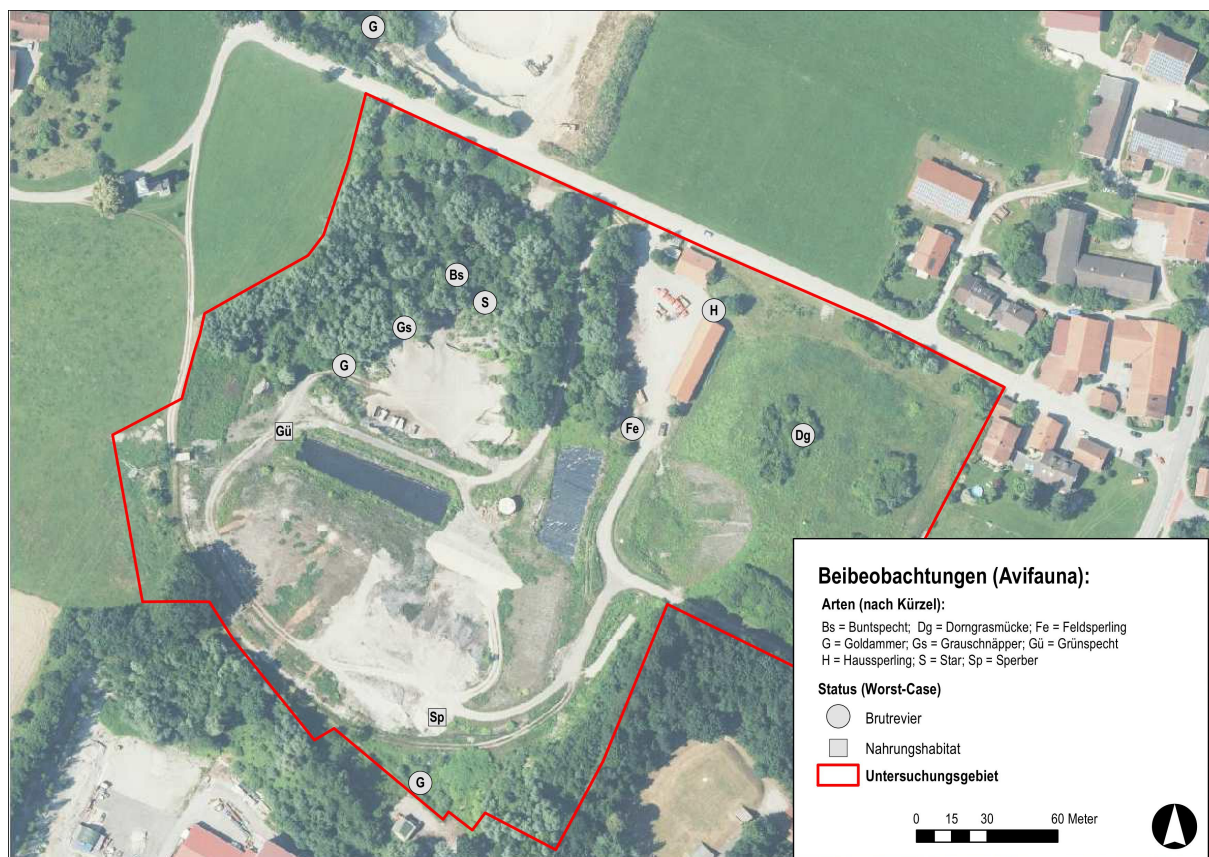 G
Bs
S
H
Gs
G
Gü
Fe
Dg
Sp
G
Beibeobachtungen (Avifauna):
Arten (nach Kürzel):
Bs = Buntspecht; Dg = Dorngrasmücke; Fe = Feldsperling
G = Goldammer; Gs = Grauschnäpper; Gü = Grünspecht
H = Haussperling; S = Star; Sp = Sperber
Status (Worst-Case)
Brutrevier
Nahrungshabitat
Untersuchungsgebiet
0 15 30 60 Meter